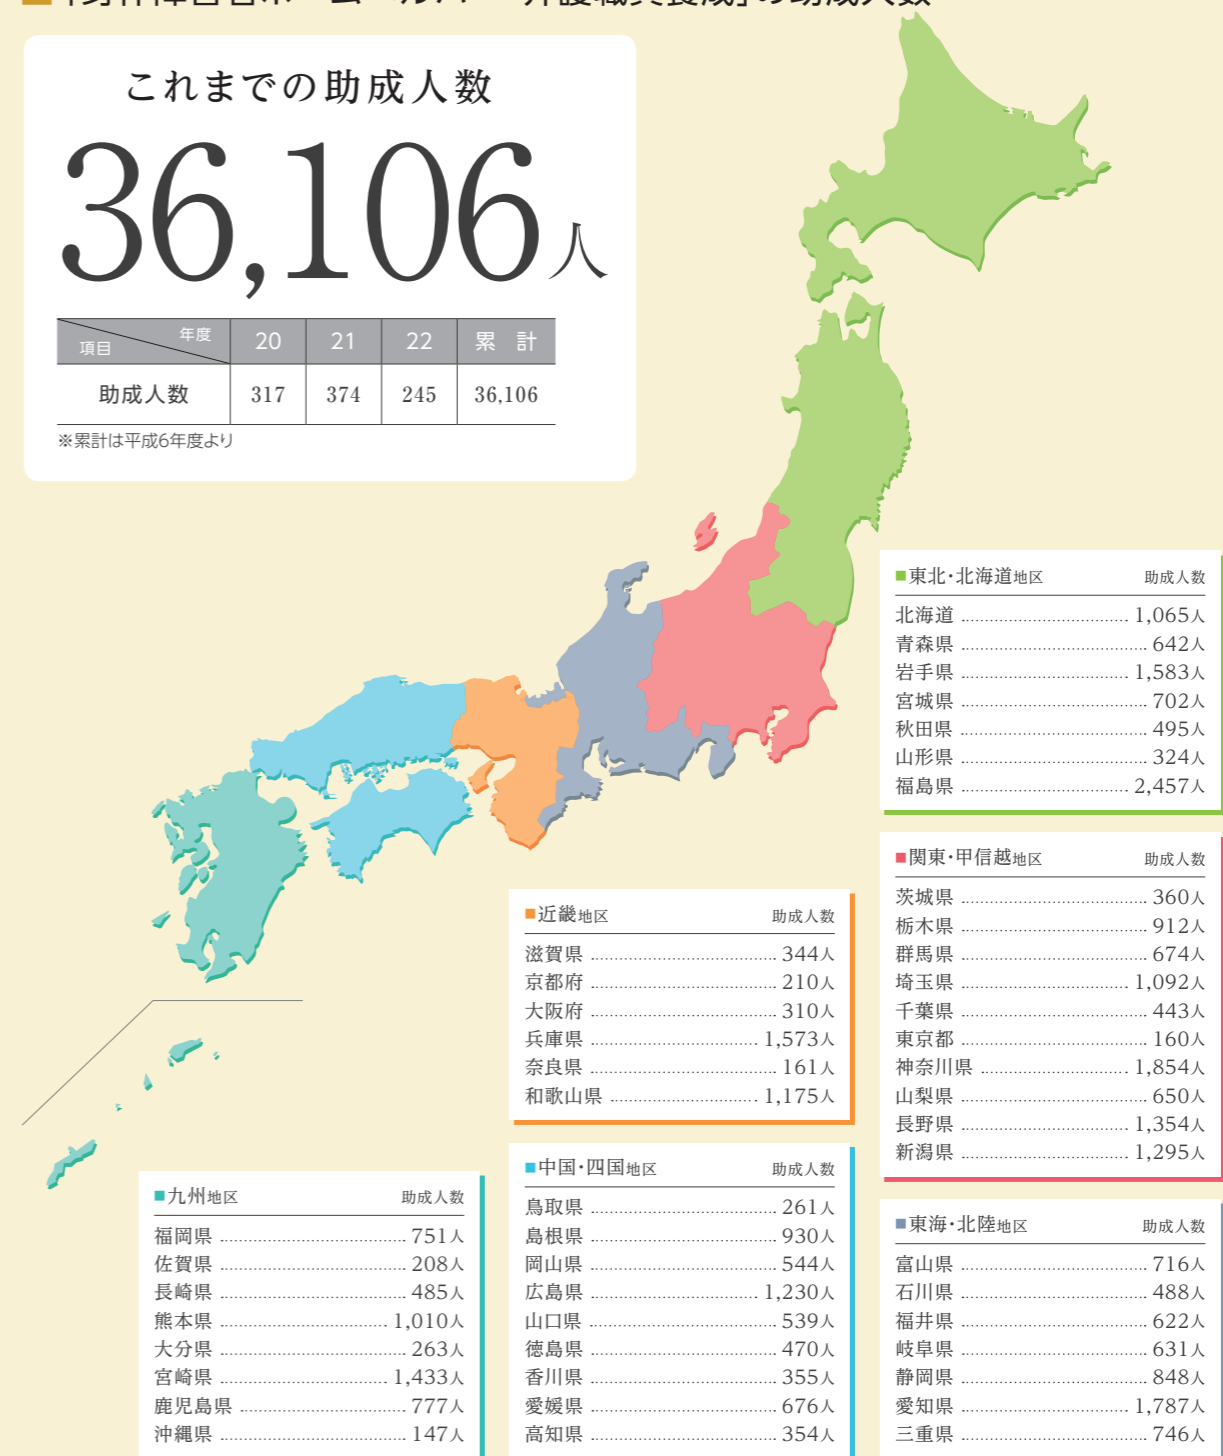 の助成人数
これまでの助成人数
36,106人
年度
項目
20 21 22 累 計
助成人数 317 374 245 36,106
※累計は平成6年度より
■東北・北海道地区 助成人数
北海道 1,065人
青森県 642人
岩手県 1,583人
宮城県 702人
秋田県 495人
山形県 324人
福島県 2,457人
■関東・甲信越地区 助成人数
茨城県 360人
栃木県 912人
群馬県 674人
埼玉県 1,092人
千葉県 443人
東京都 160人
神奈川県 1,854人
山梨県 650人
長野県 1,354人
新潟県 1,295人
■近畿地区 助成人数
滋賀県 344人
京都府 210人
大阪府 310人
兵庫県 1,573人
奈良県 161人
和歌山県 1,175人
■中国・四国地区 助成人数
鳥取県 261人
島根県 930人
岡山県 544人
広島県 1,230人
山口県 539人
徳島県 470人
香川県 355人
愛媛県 676人
高知県 354人
■東海・北陸地区 助成人数
富山県 716人
石川県 488人
福井県 622人
岐阜県 631人
静岡県 848人
愛知県 1,787人
三重県 746人
■九州地区 助成人数
福岡県 751人
佐賀県 208人
長崎県 485人
熊本県 1,010人
大分県 263人
宮崎県 1,433人
鹿児島県 777人
沖縄県 147人